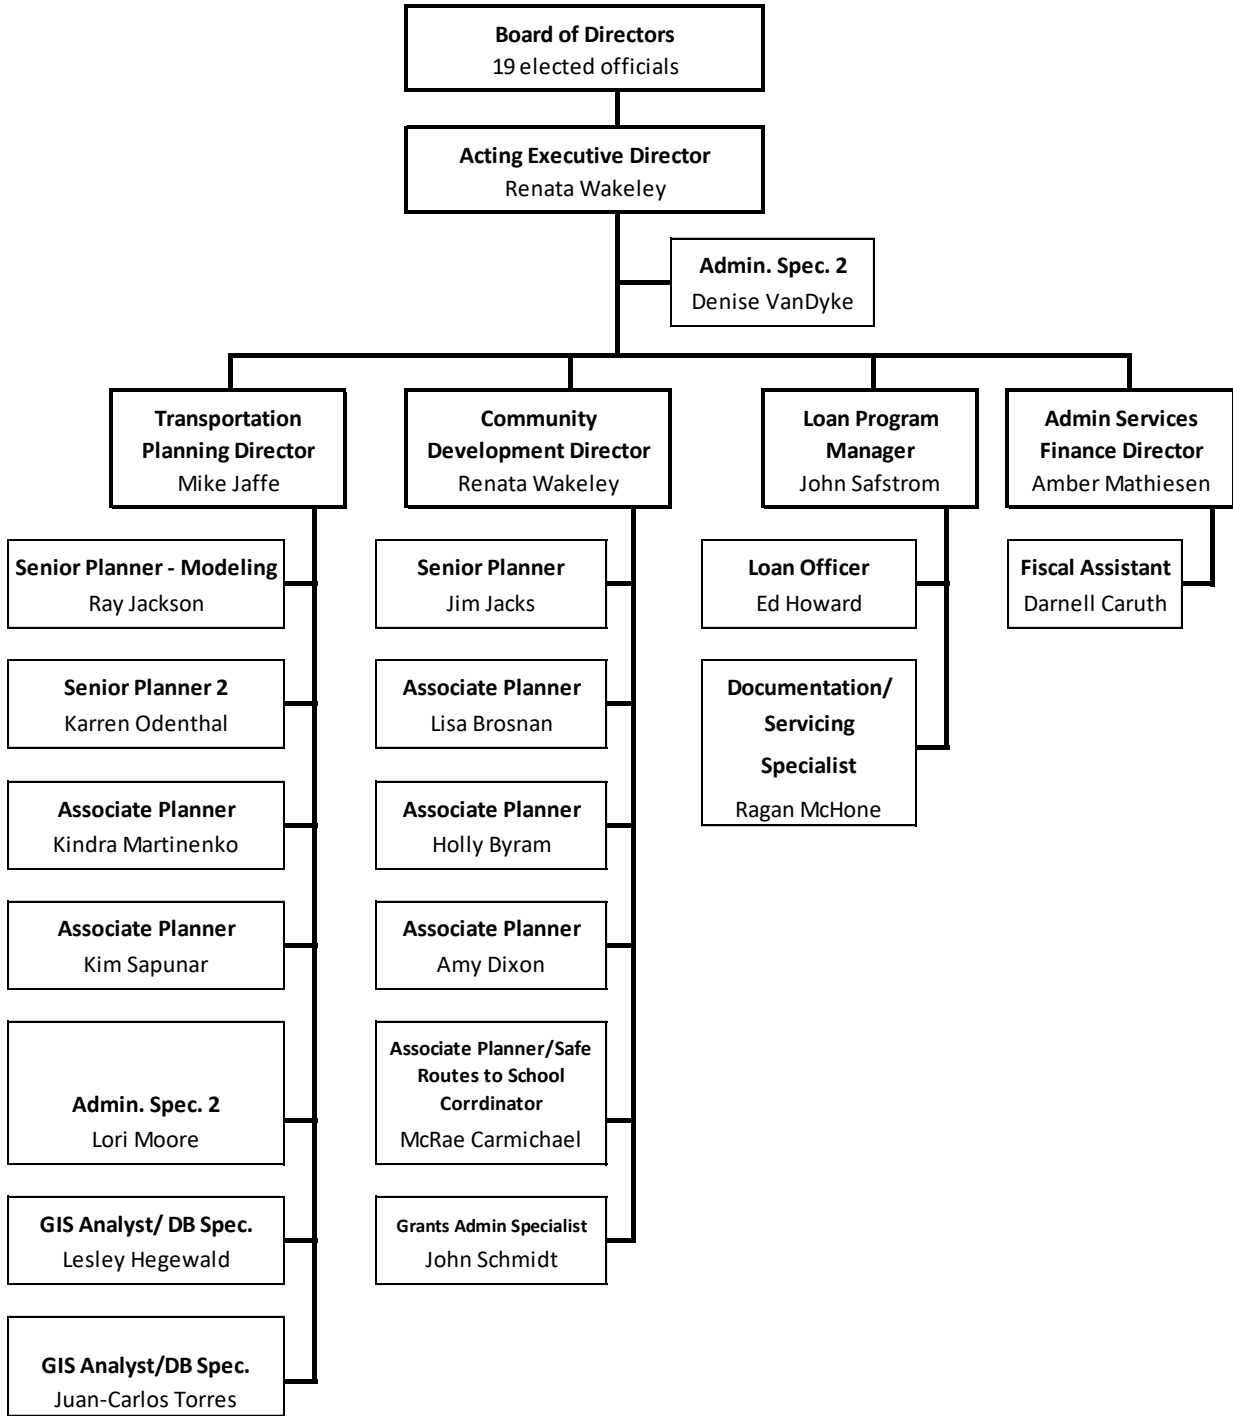 Board of Directors
19 elected officials
Acting Executive Director
Renata Wakeley
Admin. Spec. 2
Denise VanDyke
Transportation
Planning Director
Mike Jaffe
Community
Development Director
Renata Wakeley
Loan Program
Manager
John Safstrom
Admin Services
Finance Director
Amber Mathiesen
Senior Planner - Modeling
Ray Jackson
Senior Planner
Jim Jacks
Loan Officer
Ed Howard
Fiscal Assistant
Darnell Caruth
Senior Planner 2
Karren Odenthal
Associate Planner
Lisa Brosnan
Documentation/
Servicing
Specialist
Ragan McHone
Associate Planner
Kindra Martinenko
Associate Planner
Holly Byram
Associate Planner
Kim Sapunar
Associate Planner
Amy Dixon
Admin. Spec. 2
Lori Moore
Associate Planner/Safe
Routes to School
Corrdinator
McRae Carmichael
GIS Analyst/ DB Spec.
Lesley Hegewald
Grants Admin Specialist
John Schmidt
GIS Analyst/DB Spec.
Juan-Carlos Torres